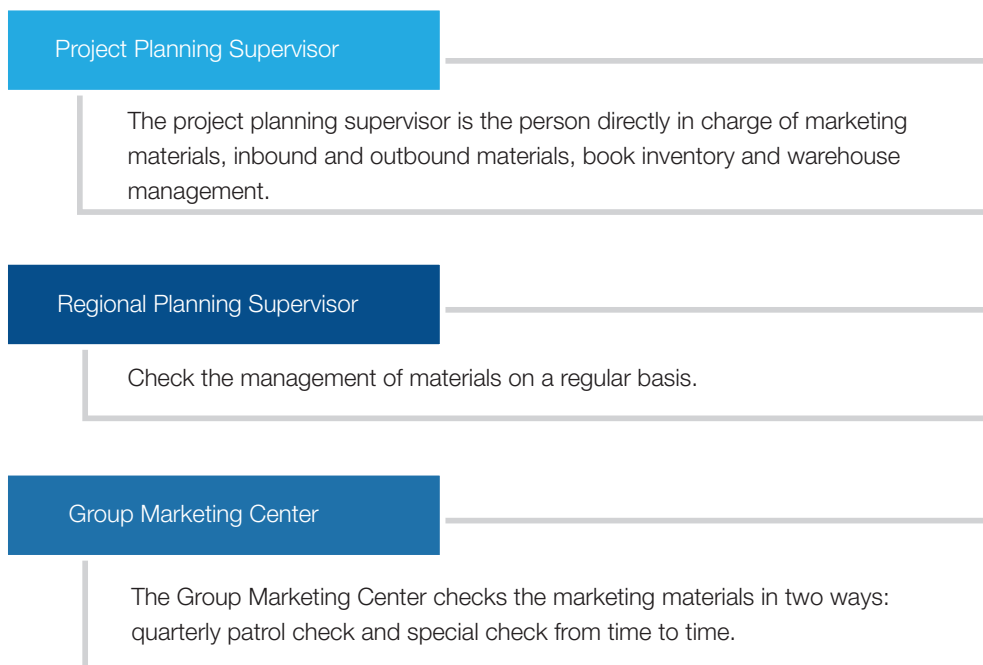 Project Planning Supervisor
The project planning supervisor is the person directly in charge of marketing
materials, inbound and outbound materials, book inventory and warehouse
management.
Regional Planning Supervisor
Check the management of materials on a regular basis.
Group Marketing Center
The Group Marketing Center checks the marketing materials in two ways:
quarterly patrol check and special check from time to time.